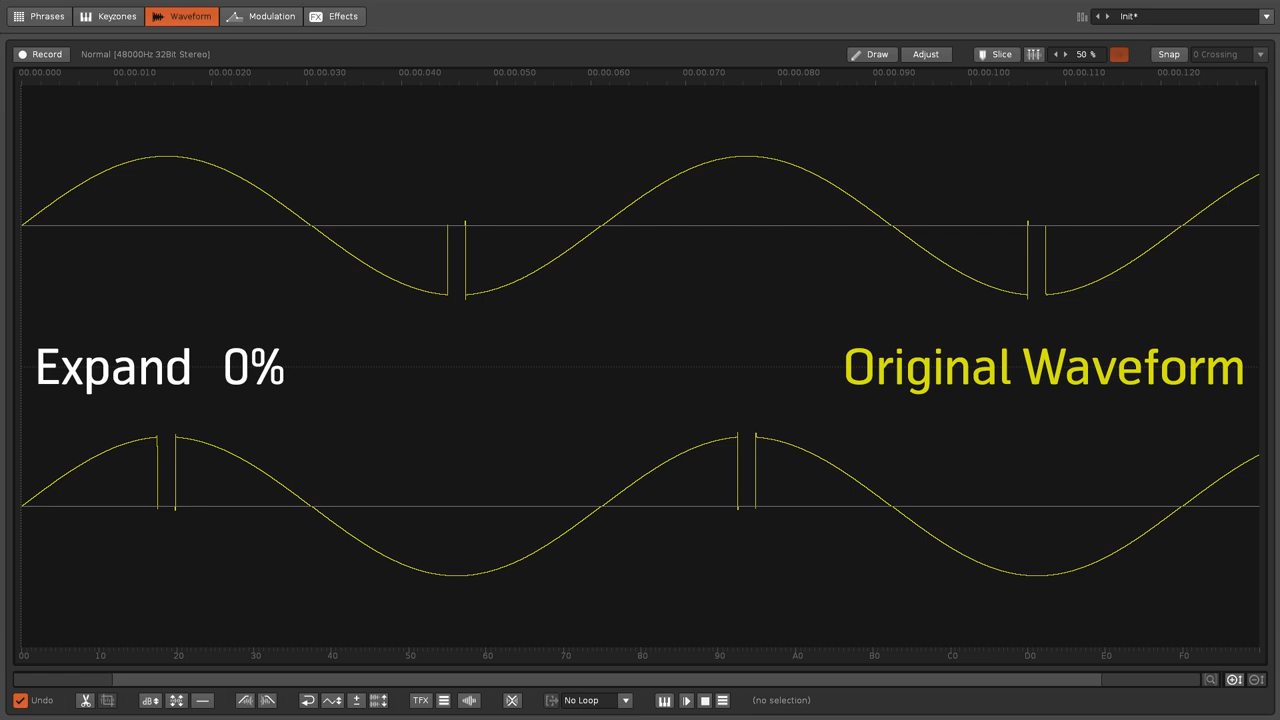 Phrases Keyzones Waveform Modulation FX Effects Init*
Record Normal [48000Hz 32Bit Stereo] Draw Adjust Slice 50 % Snap 0 Crossing
00.00.000 00.00.010 00.00.020 00.00.030 00.00.040 00.00.050 00.00.060 00.00.070 00.00.080 00.00.090 00.00.100 00.00.110 00.00.120
Expand 0% Original Waveform
00 10 20 30 40 50 60 70 80 90 A0 B0 C0 D0 E0 F0
Undo dB TFX No Loop (no selection)